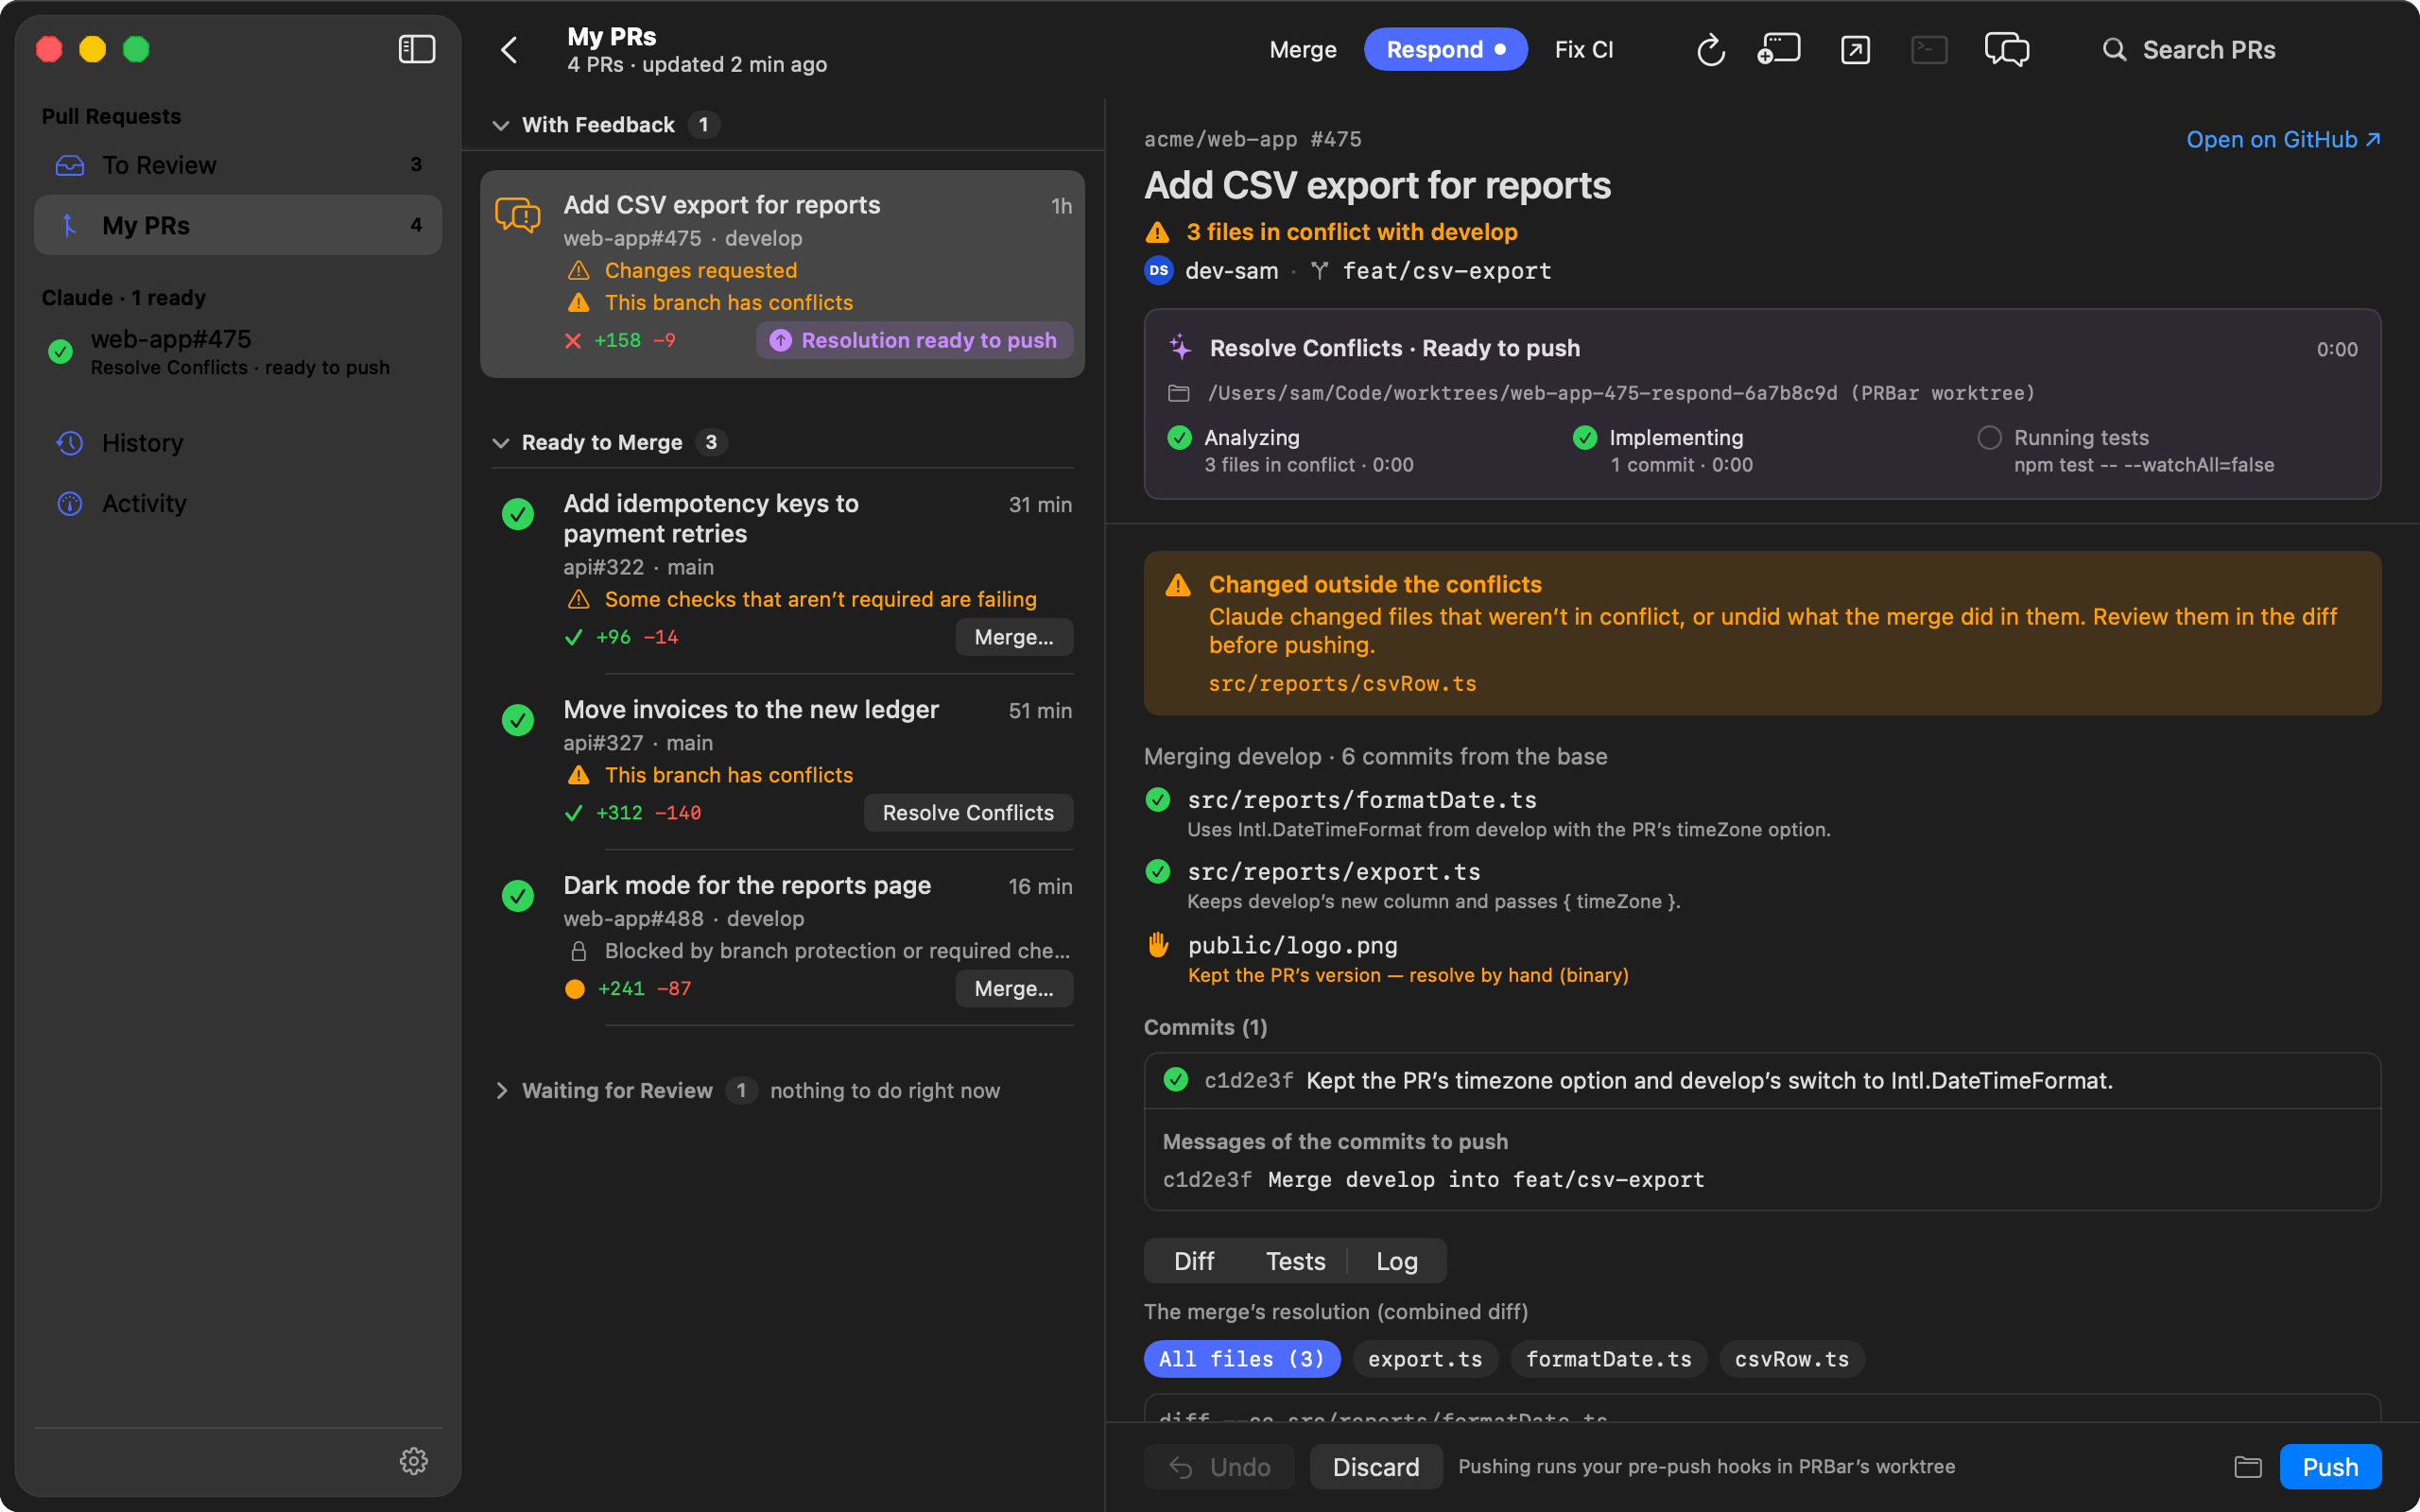 My PRs
4 PRs · updated 2 min ago
Merge
Respond
Fix CI
Search PRs
Pull Requests
To Review 3
My PRs 4
Claude · 1 ready
web-app#475
Resolve Conflicts · ready to push
History
Activity
With Feedback 1
Add CSV export for reports 1h
web-app#475 · develop
Changes requested
This branch has conflicts
+158 −9 Resolution ready to push
Ready to Merge 3
Add idempotency keys to 31 min
payment retries
api#322 · main
Some checks that aren’t required are failing
+96 −14 Merge…
Move invoices to the new ledger 51 min
api#327 · main
This branch has conflicts
+312 −140 Resolve Conflicts
Dark mode for the reports page 16 min
web-app#488 · develop
Blocked by branch protection or required che…
+241 −87 Merge…
Waiting for Review 1 nothing to do right now
acme/web-app #475 Open on GitHub ↗
Add CSV export for reports
3 files in conflict with develop
DS dev-sam · feat/csv-export
Resolve Conflicts · Ready to push 0:00
/Users/sam/Code/worktrees/web-app-475-respond-6a7b8c9d (PRBar worktree)
Analyzing
3 files in conflict · 0:00
Implementing
1 commit · 0:00
Running tests
npm test -- --watchAll=false
Changed outside the conflicts
Claude changed files that weren’t in conflict, or undid what the merge did in them. Review them in the diff
before pushing.
src/reports/csvRow.ts
Merging develop · 6 commits from the base
src/reports/formatDate.ts
Uses Intl.DateTimeFormat from develop with the PR’s timeZone option.
src/reports/export.ts
Keeps develop’s new column and passes { timeZone }.
public/logo.png
Kept the PR’s version — resolve by hand (binary)
Commits (1)
c1d2e3f Kept the PR’s timezone option and develop’s switch to Intl.DateTimeFormat.
Messages of the commits to push
c1d2e3f Merge develop into feat/csv-export
Diff Tests Log
The merge’s resolution (combined diff)
All files (3) export.ts formatDate.ts csvRow.ts
diff --cc src/reports/formatDate.ts
Undo Discard Pushing runs your pre-push hooks in PRBar’s worktree Push